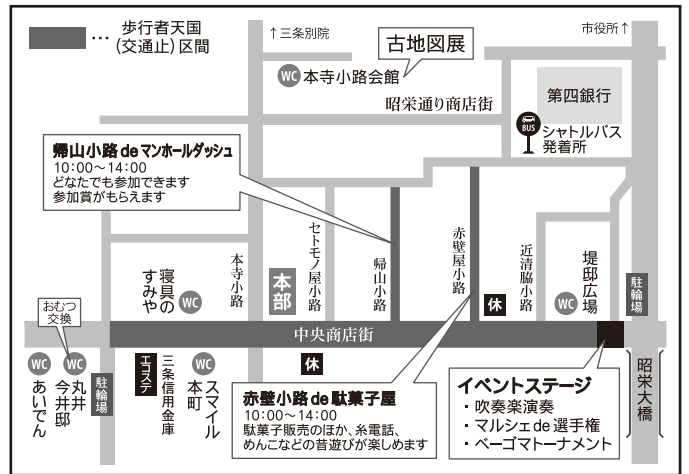 … 歩行者天国
(交通止)区間
↑三条別院
古地図展
市役所↑
WC 本寺小路会館
昭栄通り商店街
第四銀行
BUS シャトルバス
発着所
帰山小路 de マンホールダッシュ
10:00~14:00
どなたでも参加できます
参加賞がもらえます
本寺小路
本部
セトモノ屋小路
帰山小路
赤壁屋小路
近清脇小路
休
WC
堤邸広場
駐輪場
寝具の
すみや
WC
おむつ
交換
中央商店街
WC
あいでん
WC
丸井
今井邸
駐輪場
エコステ
三条信用金庫
WC
スマイル
本町
休
赤壁小路 de 駄菓子屋
10:00~14:00
駄菓子販売のほか、糸電話、
めんこなどの昔遊びが楽しめます
イベントステージ
・吹奏楽演奏
・マルシェde選手権
・ベーゴマトーナメント
昭栄大橋